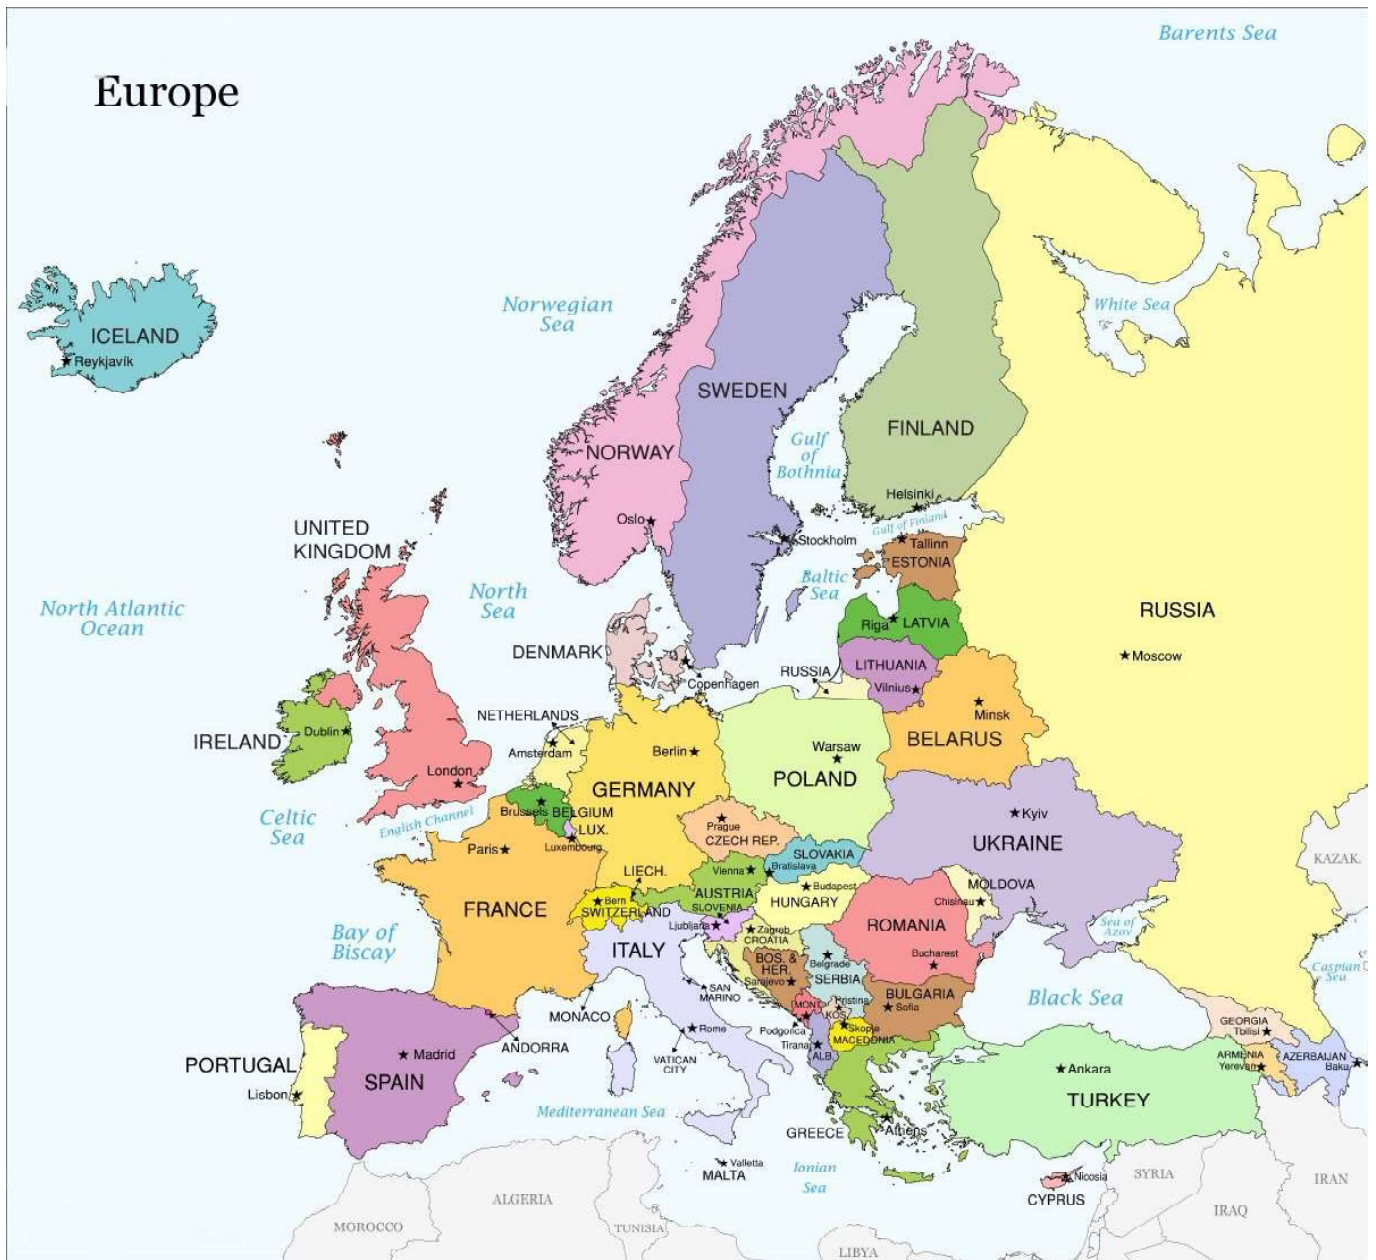 Barents Sea
Europe
Norwegian
Sea
White Sea
ICELAND
Reykjavík
SWEDEN
FINLAND
NORWAY
Gulf
of
Bothnia
Helsinki
Oslo
Gulf of Finland
Stockholm
Tallinn
ESTONIA
UNITED
KINGDOM
North
Sea
Baltic
Sea
North Atlantic
Ocean
RUSSIA
Riga
LATVIA
Moscow
DENMARK
LITHUANIA
RUSSIA
Vilnius
Copenhagen
Minsk
NETHERLANDS
Dublin
IRELAND
Amsterdam
Berlin
Warsaw
BELARUS
London
POLAND
GERMANY
Celtic
Sea
English Channel
Brussels
BELGIUM
Kyiv
LUX.
Prague
CZECH REP.
UKRAINE
Paris
Luxembourg
SLOVAKIA
KAZAK.
LIECH.
Vienna
Bratislava
MOLDOVA
Bern
AUSTRIA
Budapest
Chisinau
FRANCE
SWITZERLAND
SLOVENIA
HUNGARY
ROMANIA
Bay of
Biscay
Ljubljana
Zagreb
CROATIA
Sea of
Azov
ITALY
Bucharest
BOS. &
HER.
Belgrade
Sarajevo
SERBIA
Caspian
Sea
SAN
MARINO
BULGARIA
Black Sea
MONT.
Pristina
KOS.
Sofia
MONACO
Rome
Podgorica
Skopje
MACEDONIA
GEORGIA
Tbilisi
ANDORRA
Tirana
ALB.
Madrid
VATICAN
CITY
ARMENIA
Yerevan
AZERBAIJAN
Baku
PORTUGAL
SPAIN
Ankara
Lisbon
TURKEY
Mediterranean Sea
GREECE
Athens
Valletta
MALTA
Ionian
Sea
Nicosia
CYPRUS
SYRIA
IRAN
ALGERIA
IRAQ
MOROCCO
TUNISIA
LIBYA